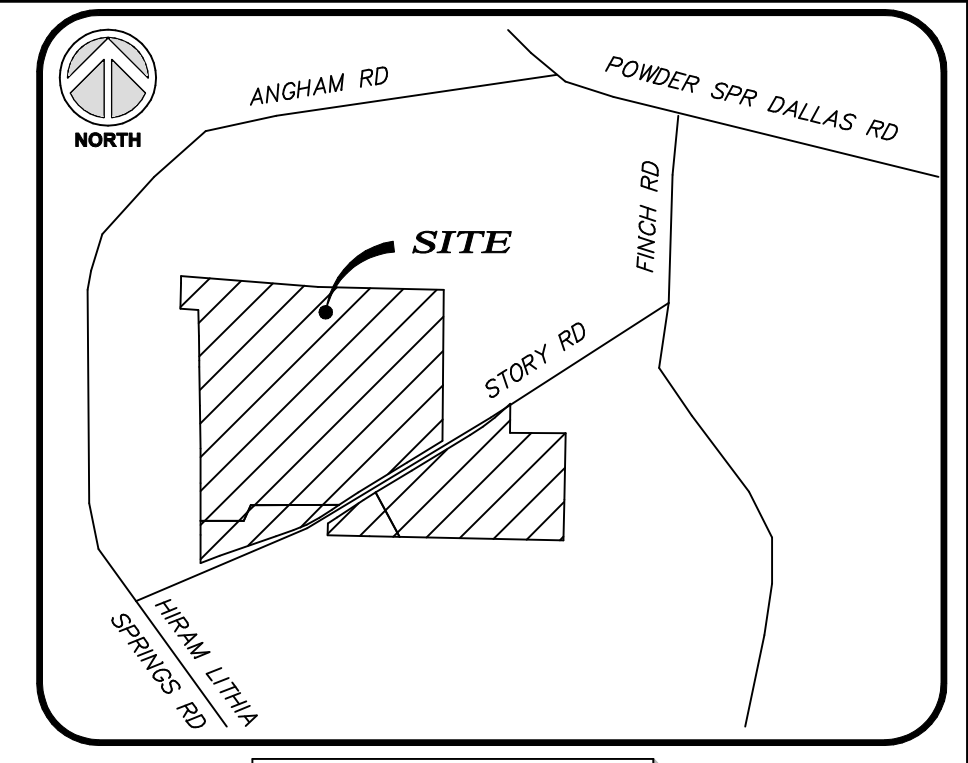 NORTH
ANGHAM RD
POWDER SPR DALLAS RD
FINCH RD
SITE
STORY RD
HIRAM LITHIA
SPRINGS RD